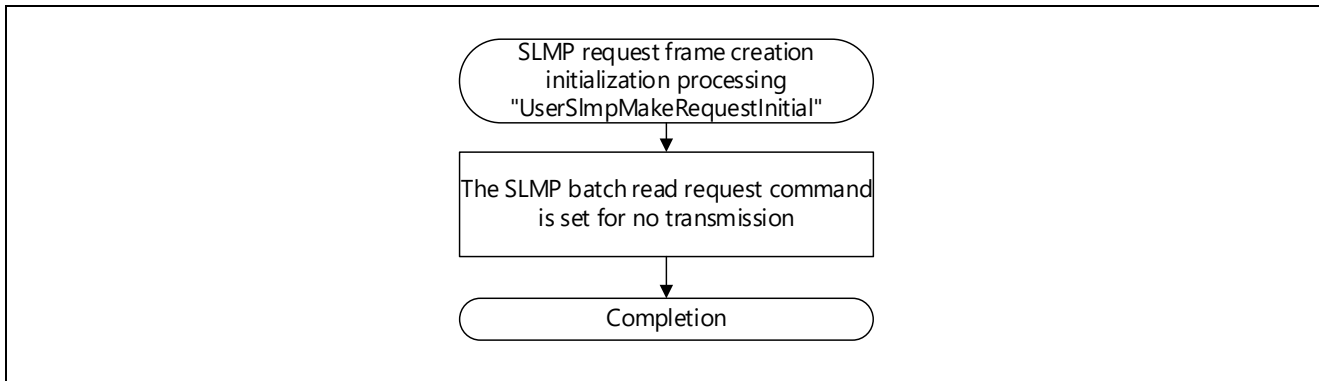 SLMP request frame creation
initialization processing
"UserSlmpMakeRequestInitial"
The SLMP batch read request command
is set for no transmission
Completion